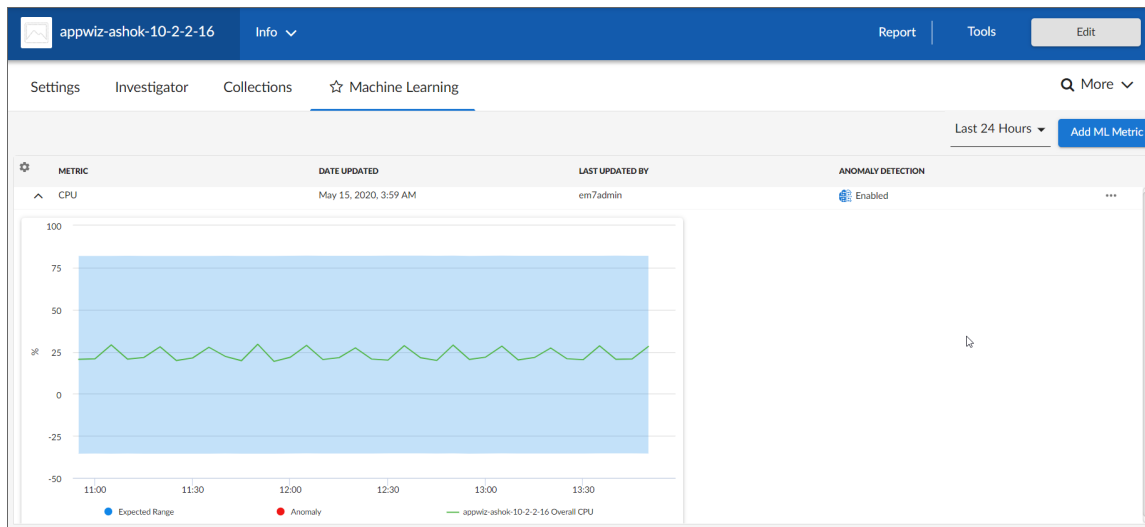 appwiz-ashok-10-2-2-16 Info Report Tools Edit
Settings Investigator Collections Machine Learning More
Last 24 Hours Add ML Metric
METRIC DATE UPDATED LAST UPDATED BY ANOMALY DETECTION
CPU May 15, 2020, 3:59 AM em7admin Enabled ...
100
75
50
%
25
0
-25
-50
11:00 11:30 12:00 12:30 13:00 13:30
Expected Range Anomaly appwiz-ashok-10-2-2-16 Overall CPU